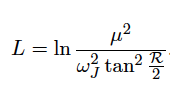 L = ln μ² / (ω_J² tan² (ℛ/2))